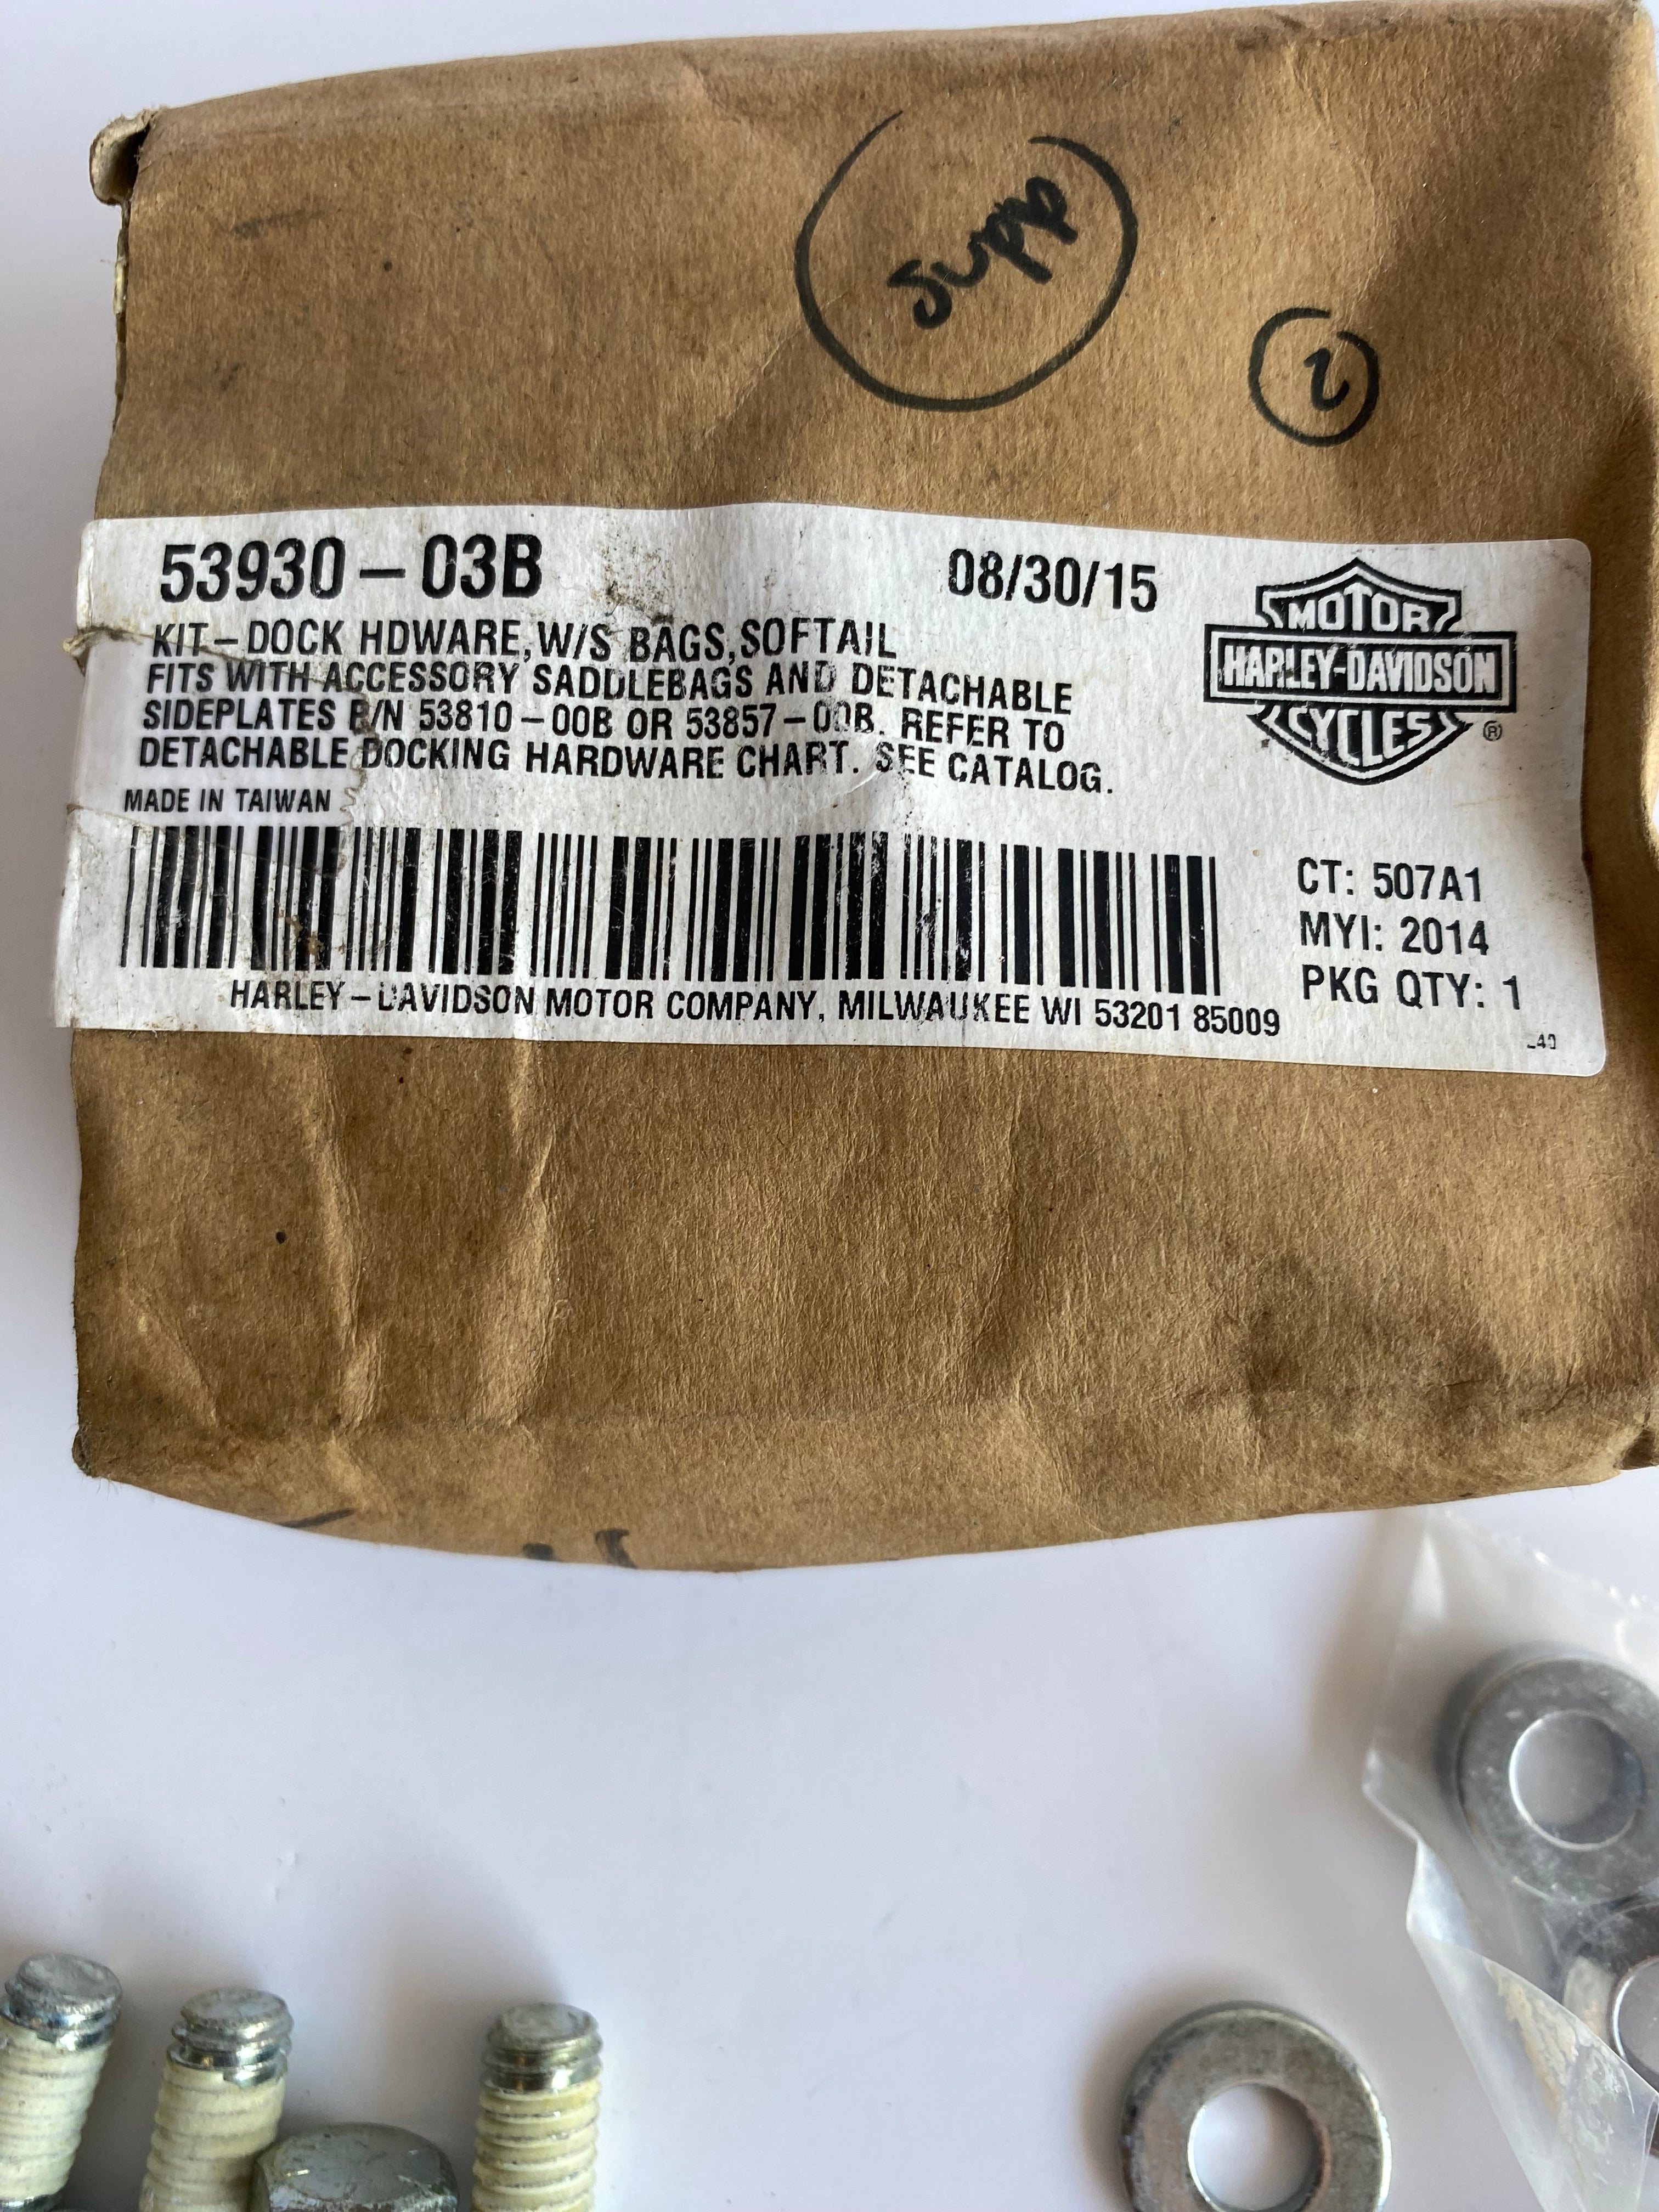 supp
53930-03B
08/30/15
KIT-DOCK HDWARE,W/S BAGS,SOFTAIL
FITS WITH ACCESSORY SADDLEBAGS AND DETACHABLE
SIDEPLATES P/N 53810-00B OR 53857-00B. REFER TO
DETACHABLE DOCKING HARDWARE CHART. SEE CATALOG.
MADE IN TAIWAN
MOTOR
HARLEY-DAVIDSON
CYCLES
®
CT: 507A1
MYI: 2014
PKG QTY: 1
HARLEY-DAVIDSON MOTOR COMPANY, MILWAUKEE WI 53201 85009